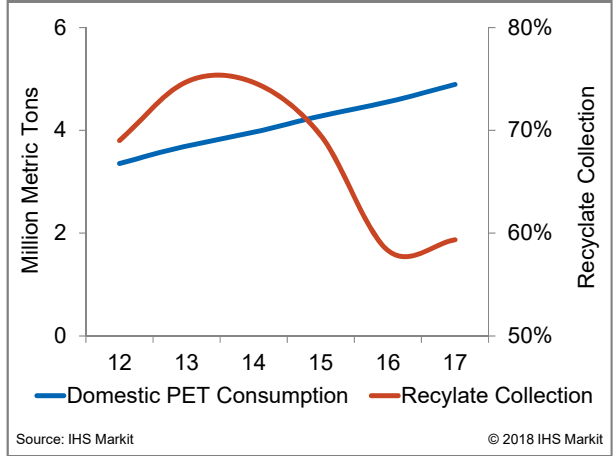 6
4
2
0
Million Metric Tons
80%
70%
60%
50%
Recyclate Collection
12 13 14 15 16 17
Domestic PET Consumption Recylate Collection
Source: IHS Markit © 2018 IHS Markit